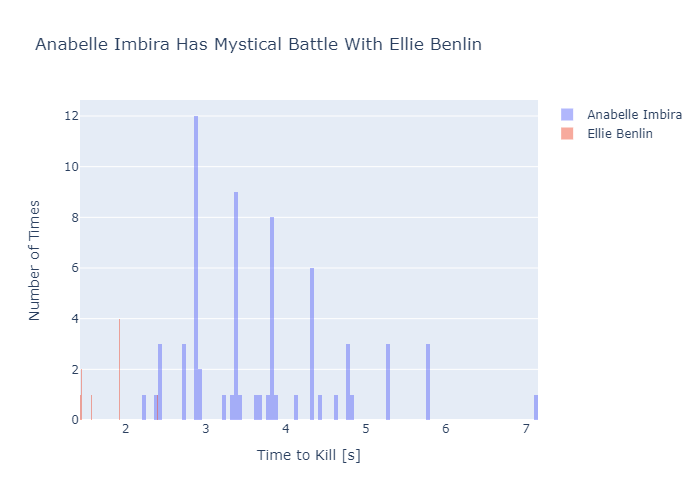 Anabelle Imbira Has Mystical Battle With Ellie Benlin
Anabelle Imbira
Ellie Benlin
12
10
8
6
4
2
0
Number of Times
2 3 4 5 6 7
Time to Kill [s]